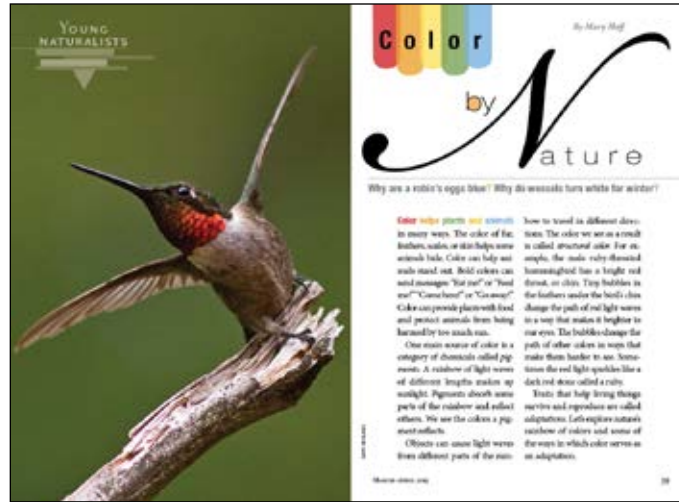 YOUNG
NATURALISTS
Color
by
Nature
By Mary Hoff
Why are a robin's eggs blue? Why do weasels turn white for winter?
Color helps plants and animals
in many ways. The color of fur,
feathers, scales, or skin helps some
animals hide. Color can help ani-
mals stand out. Bold colors can
send messages: "Eat me!" or "Feed
me!" "Come here!" or "Go away!"
Color can provide plants with food
and protect animals from being
harmed by too much sun.
One main source of color is a
category of chemicals called pig-
ments. A rainbow of light waves
of different lengths makes up
sunlight. Pigments absorb some
parts of the rainbow and reflect
others. We see the colors a pig-
ment reflects.
Objects can cause light waves
from different parts of the rain-
bow to travel in different direc-
tions. The color we see as a result
is called structural color. For ex-
ample, the male ruby-throated
hummingbird has a bright red
throat, or chin. Tiny bubbles in
the feathers under the bird's chin
change the path of red light waves
in a way that makes it brighter to
our eyes. The bubbles change the
path of other colors in ways that
make them harder to see. Some-
times the red light sparkles like a
dark red stone called a ruby.
Traits that help living things
survive and reproduce are called
adaptations. Let's explore nature's
rainbow of colors and some of
the ways in which color serves as
an adaptation.